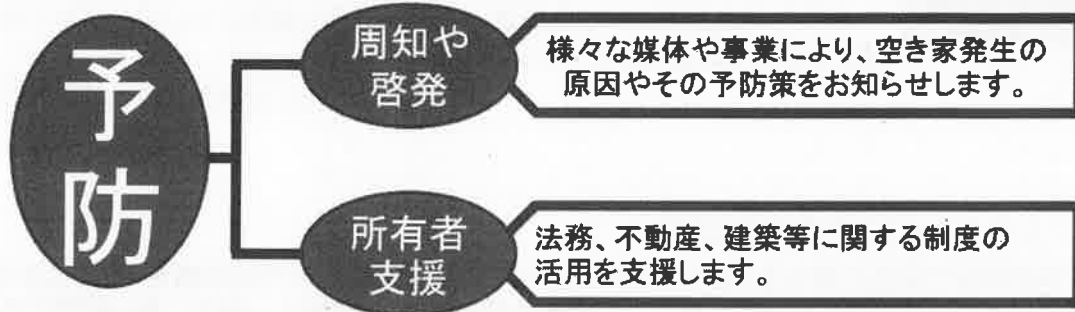 予防
周知や
啓発
様々な媒体や事業により、空き家発生の
原因やその予防策をお知らせします。
所有者
支援
法務、不動産、建築等に関する制度の
活用を支援します。